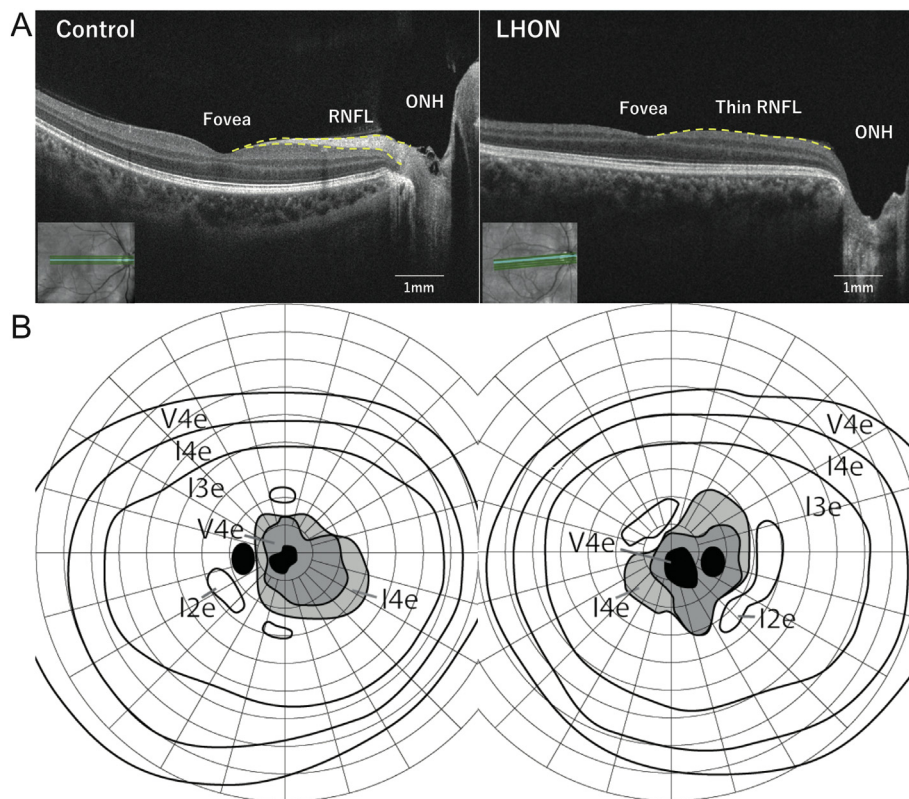 A
Control
LHON
Fovea
RNFL
ONH
Fovea
Thin RNFL
ONH
1mm
1mm
B
V4e
I4e
I3e
V4e
I2e
I4e
V4e
I4e
I3e
V4e
I4e
I2e